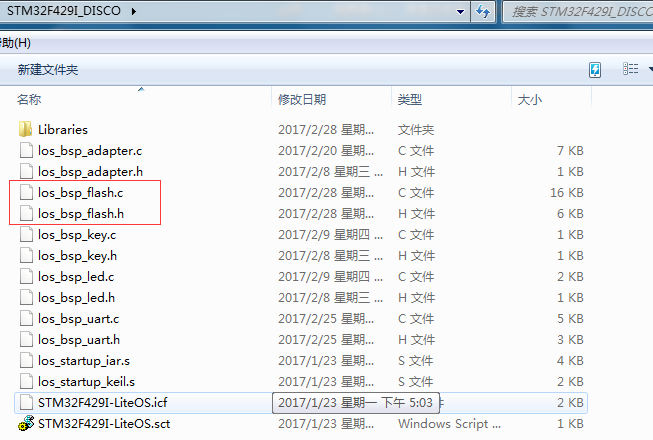 STM32F429I_DISCO
搜索 STM32F429I_DISCO
帮助(H)
新建文件夹
名称 修改日期 类型 大小
Libraries 2017/2/28 星期... 文件夹
los_bsp_adapter.c 2017/2/20 星期... C 文件 7 KB
los_bsp_adapter.h 2017/2/8 星期三 ... H 文件 1 KB
los_bsp_flash.c 2017/2/28 星期... C 文件 16 KB
los_bsp_flash.h 2017/2/28 星期... H 文件 6 KB
los_bsp_key.c 2017/2/9 星期四 ... C 文件 1 KB
los_bsp_key.h 2017/2/8 星期三 ... H 文件 1 KB
los_bsp_led.c 2017/2/9 星期四 ... C 文件 2 KB
los_bsp_led.h 2017/2/8 星期三 ... H 文件 1 KB
los_bsp_uart.c 2017/2/25 星期... C 文件 5 KB
los_bsp_uart.h 2017/2/25 星期... H 文件 3 KB
los_startup_iar.s 2017/1/23 星期... S 文件 4 KB
los_startup_keil.s 2017/1/23 星期... S 文件 2 KB
STM32F429I-LiteOS.icf 2017/1/23 星期一 下午 5:03 2 KB
STM32F429I-LiteOS.sct 2017/1/23 星期... Windows Script ... 2 KB